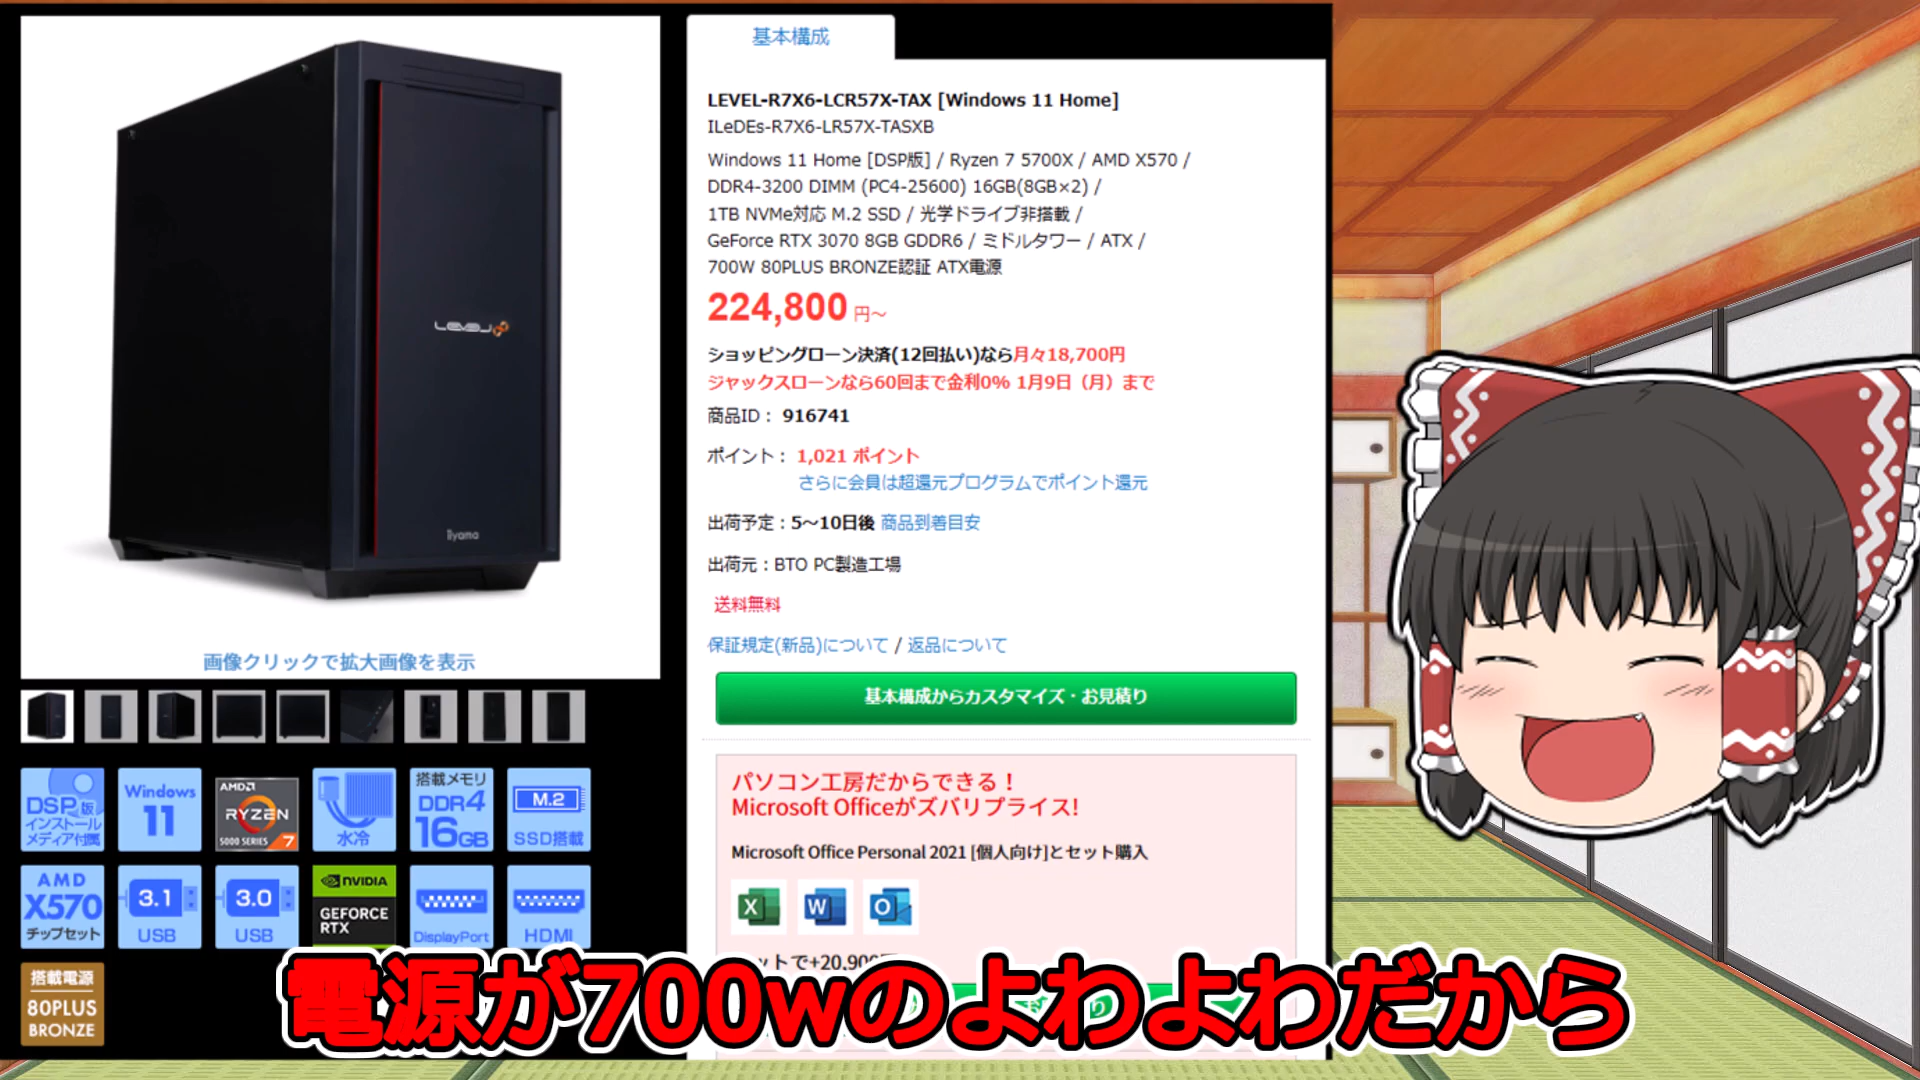 基本構成
LEVEL-R7X6-LCR57X-TAX [Windows 11 Home]
ILeDEs-R7X6-LR57X-TASXB
Windows 11 Home [DSP版] / Ryzen 7 5700X / AMD X570 /
DDR4-3200 DIMM (PC4-25600) 16GB(8GB×2) /
1TB NVMe対応 M.2 SSD / 光学ドライブ非搭載 /
GeForce RTX 3070 8GB GDDR6 / ミドルタワー / ATX /
700W 80PLUS BRONZE認証 ATX電源
224,800 円～
ショッピングローン決済(12回払い)なら月々18,700円
ジャックスローンなら60回まで金利0% 1月9日（月）まで
商品ID： 916741
ポイント： 1,021 ポイント
さらに会員は超還元プログラムでポイント還元
出荷予定：5～10日後 商品到着目安
出荷元：BTO PC製造工場
送料無料
保証規定(新品)について / 返品について
基本構成からカスタマイズ・お見積り
パソコン工房だからできる！
Microsoft Officeがズバリプライス!
Microsoft Office Personal 2021 [個人向け]とセット購入
X W O
ットで+20,900
LEVEL
iiyama
画像クリックで拡大画像を表示
DSP版
インストール
メディア付属
Windows
11
AMD
RYZEN
5000 SERIES 7
水冷
搭載メモリ
DDR4
16GB
M.2
SSD搭載
AMD
X570
チップセット
3.1
USB
3.0
USB
NVIDIA
GEFORCE
RTX
DisplayPort
HDMI
搭載電源
80PLUS
BRONZE
電源が700wのよわよわだから